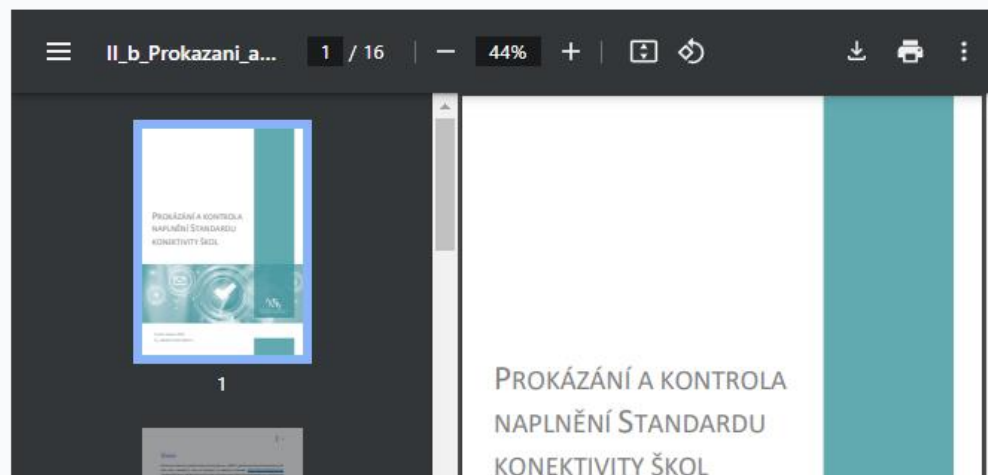 II_b_Prokazani_a... 1 / 16 44%
PROKÁZÁNÍ A KONTROLA
NAPLNĚNÍ STANDARDU
KONEKTIVITY ŠKOL
1
PROKÁZÁNÍ A KONTROLA
NAPLNĚNÍ STANDARDU
KONEKTIVITY ŠKOL